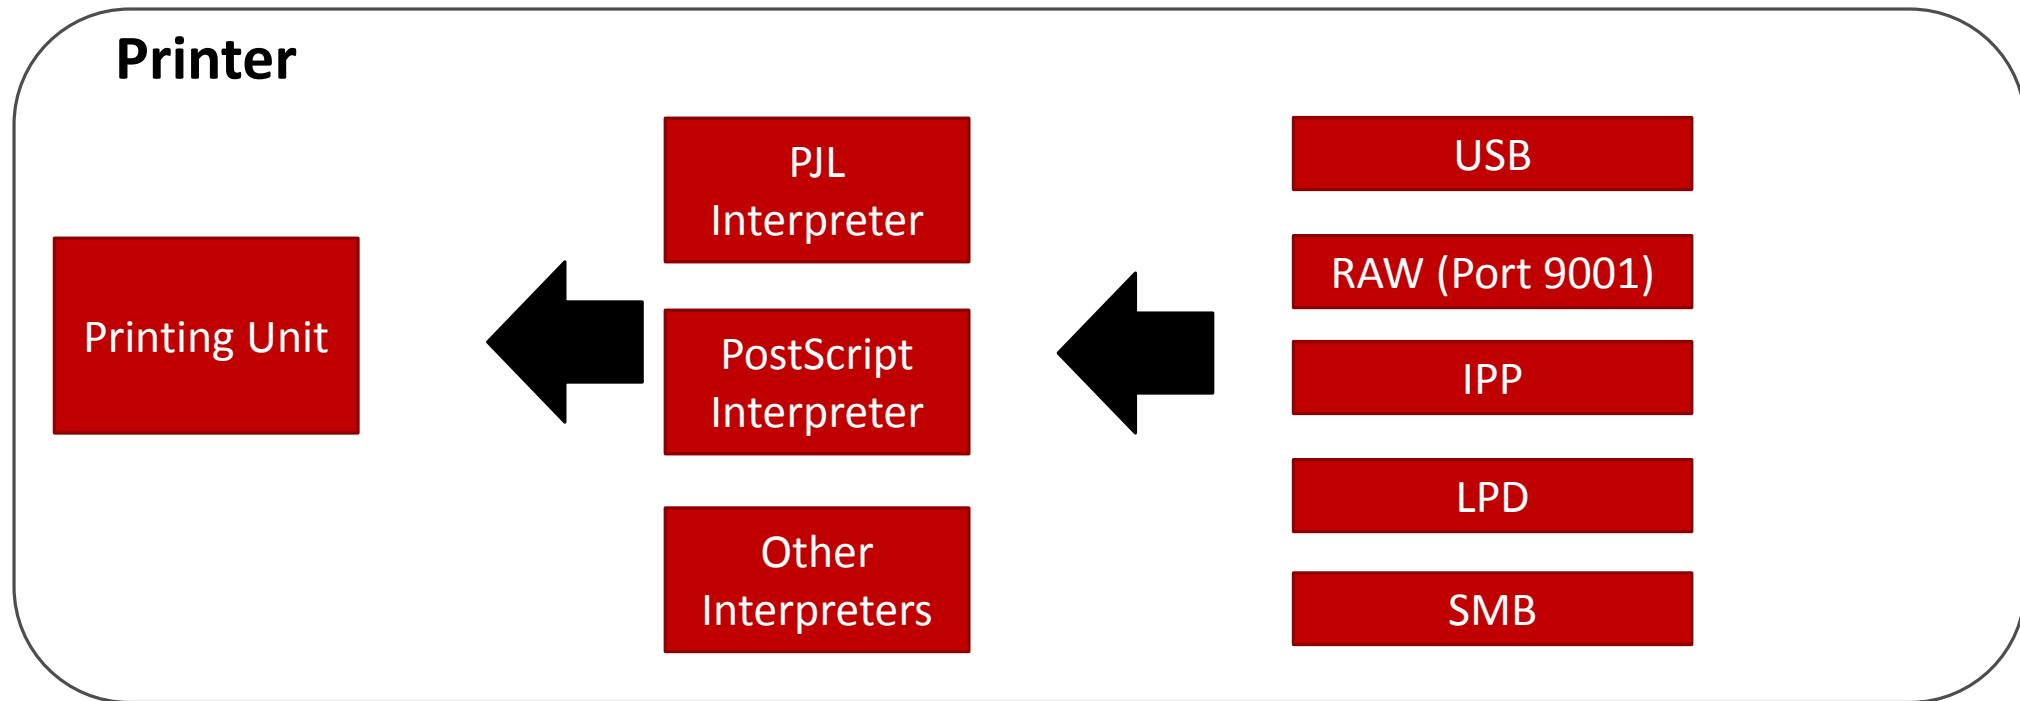 Printer
Printing Unit
PJL
Interpreter
PostScript
Interpreter
Other
Interpreters
USB
RAW (Port 9001)
IPP
LPD
SMB